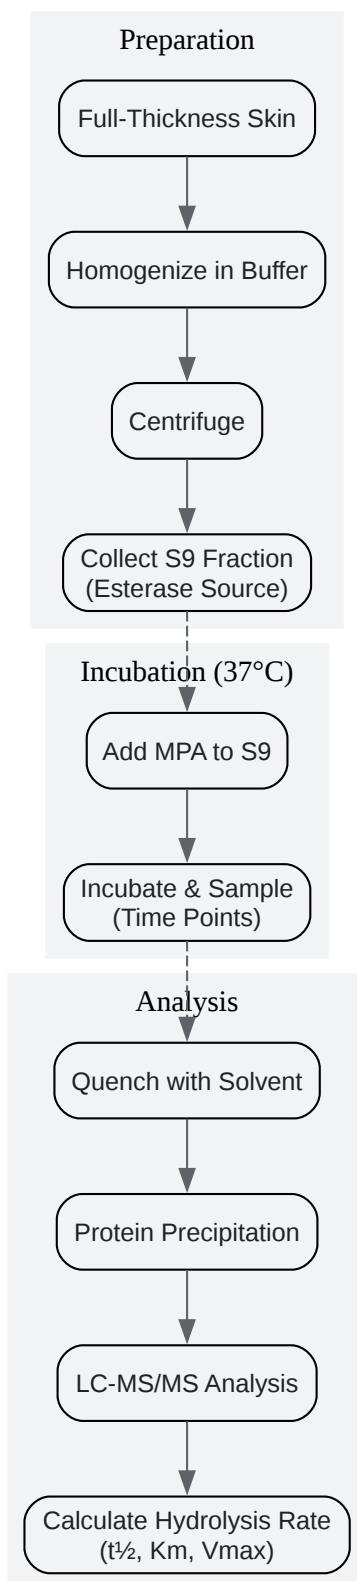 Preparation
Full-Thickness Skin
Homogenize in Buffer
Centrifuge
Collect S9 Fraction
(Esterase Source)
Incubation (37°C)
Add MPA to S9
Incubate & Sample
(Time Points)
Analysis
Quench with Solvent
Protein Precipitation
LC-MS/MS Analysis
Calculate Hydrolysis Rate
(t½, Km, Vmax)